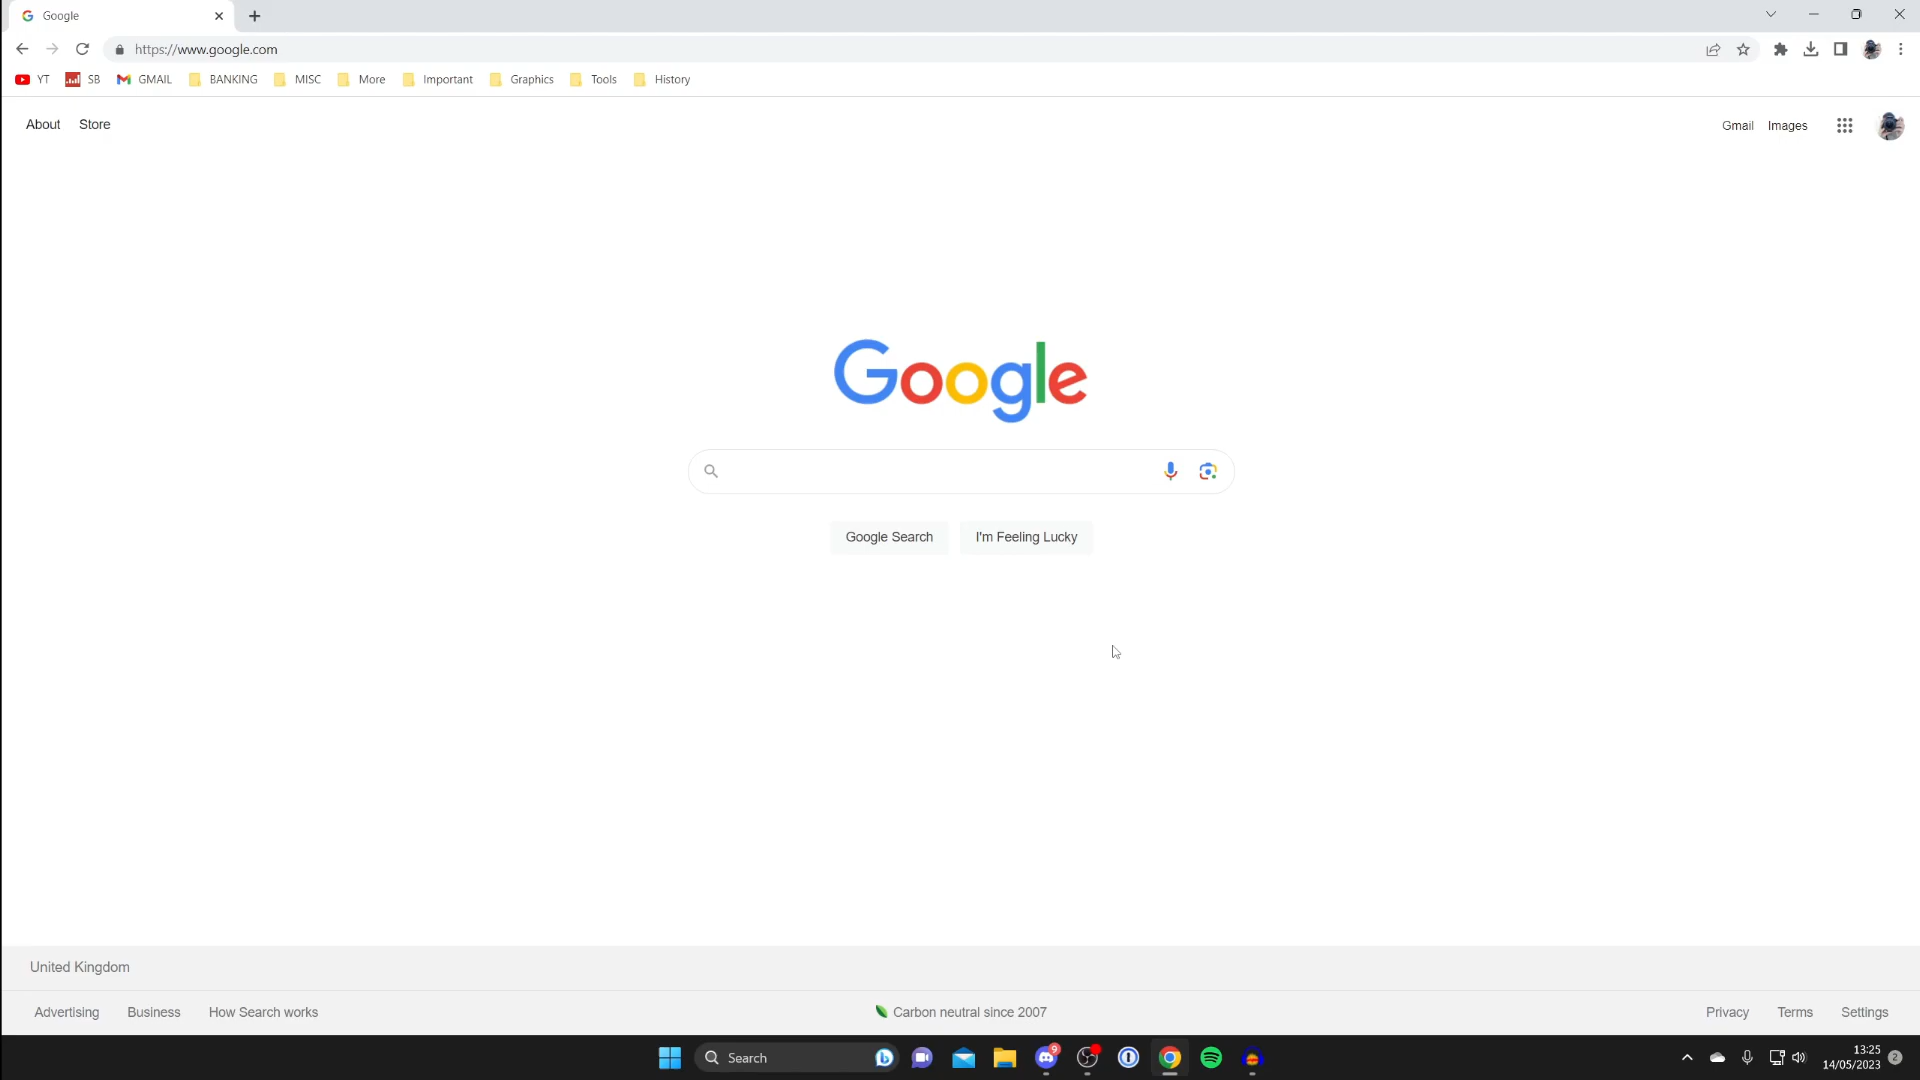 Google
https://www.google.com
YT SB GMAIL BANKING MISC More Important Graphics Tools History
About Store
Gmail Images
Google
Google Search I'm Feeling Lucky
United Kingdom
Advertising Business How Search works
Carbon neutral since 2007
Privacy Terms Settings
Search
9
13:25
14/05/2023
2